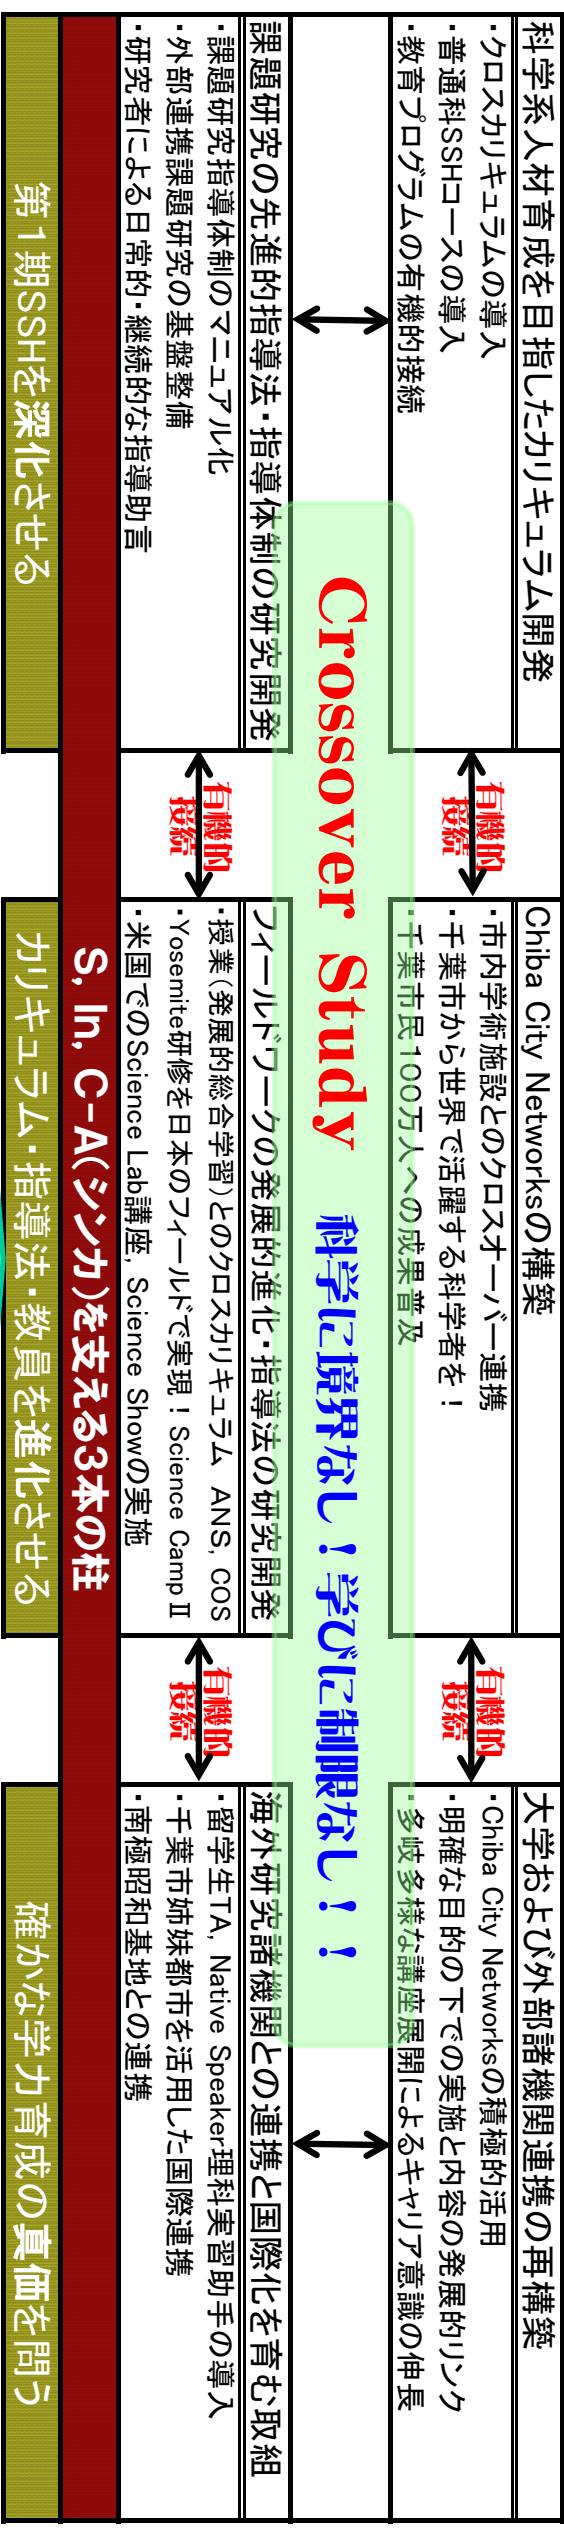 科学系人材育成を目指したカリキュラム開発
・クロスカリキュラムの導入
・普通科SSHコースの導入
・教育プログラムの有機的接続
有機的
接続
Chiba City Networksの構築
・市内学術施設とのクロスオーバー連携
・千葉市から世界で活躍する科学者を！
・千葉市民100万人への成果普及
有機的
接続
大学および外部諸機関連携の再構築
・Chiba City Networksの積極的活用
・明確な目的の下での実施と内容の発展的リンク
・多岐多様な講座展開によるキャリア意識の伸長
Crossover Study 科学に境界なし！学びに制限なし！！
課題研究の先進的指導法・指導体制の研究開発
・課題研究指導体制のマニュアル化
・外部連携課題研究の基盤整備
・研究者による日常的・継続的な指導助言
有機的
接続
フィールドワークの発展的進化・指導法の研究開発
・授業（発展的総合学習）とのクロスカリキュラム ANS, COS
・Yosemite研修を日本のフィールドで実現！Science Camp Ⅱ
・米国でのScience Lab講座, Science Showの実施
有機的
接続
海外研究諸機関との連携と国際化を育む取組
・留学生TA, Native Speaker理科実習助手の導入
・千葉市姉妹都市を活用した国際連携
・南極昭和基地との連携
S, In, C-A（シンカ）を支える3本の柱
第１期SSHを深化させる
カリキュラム・指導法・教員を進化させる
確かな学力育成の真価を問う